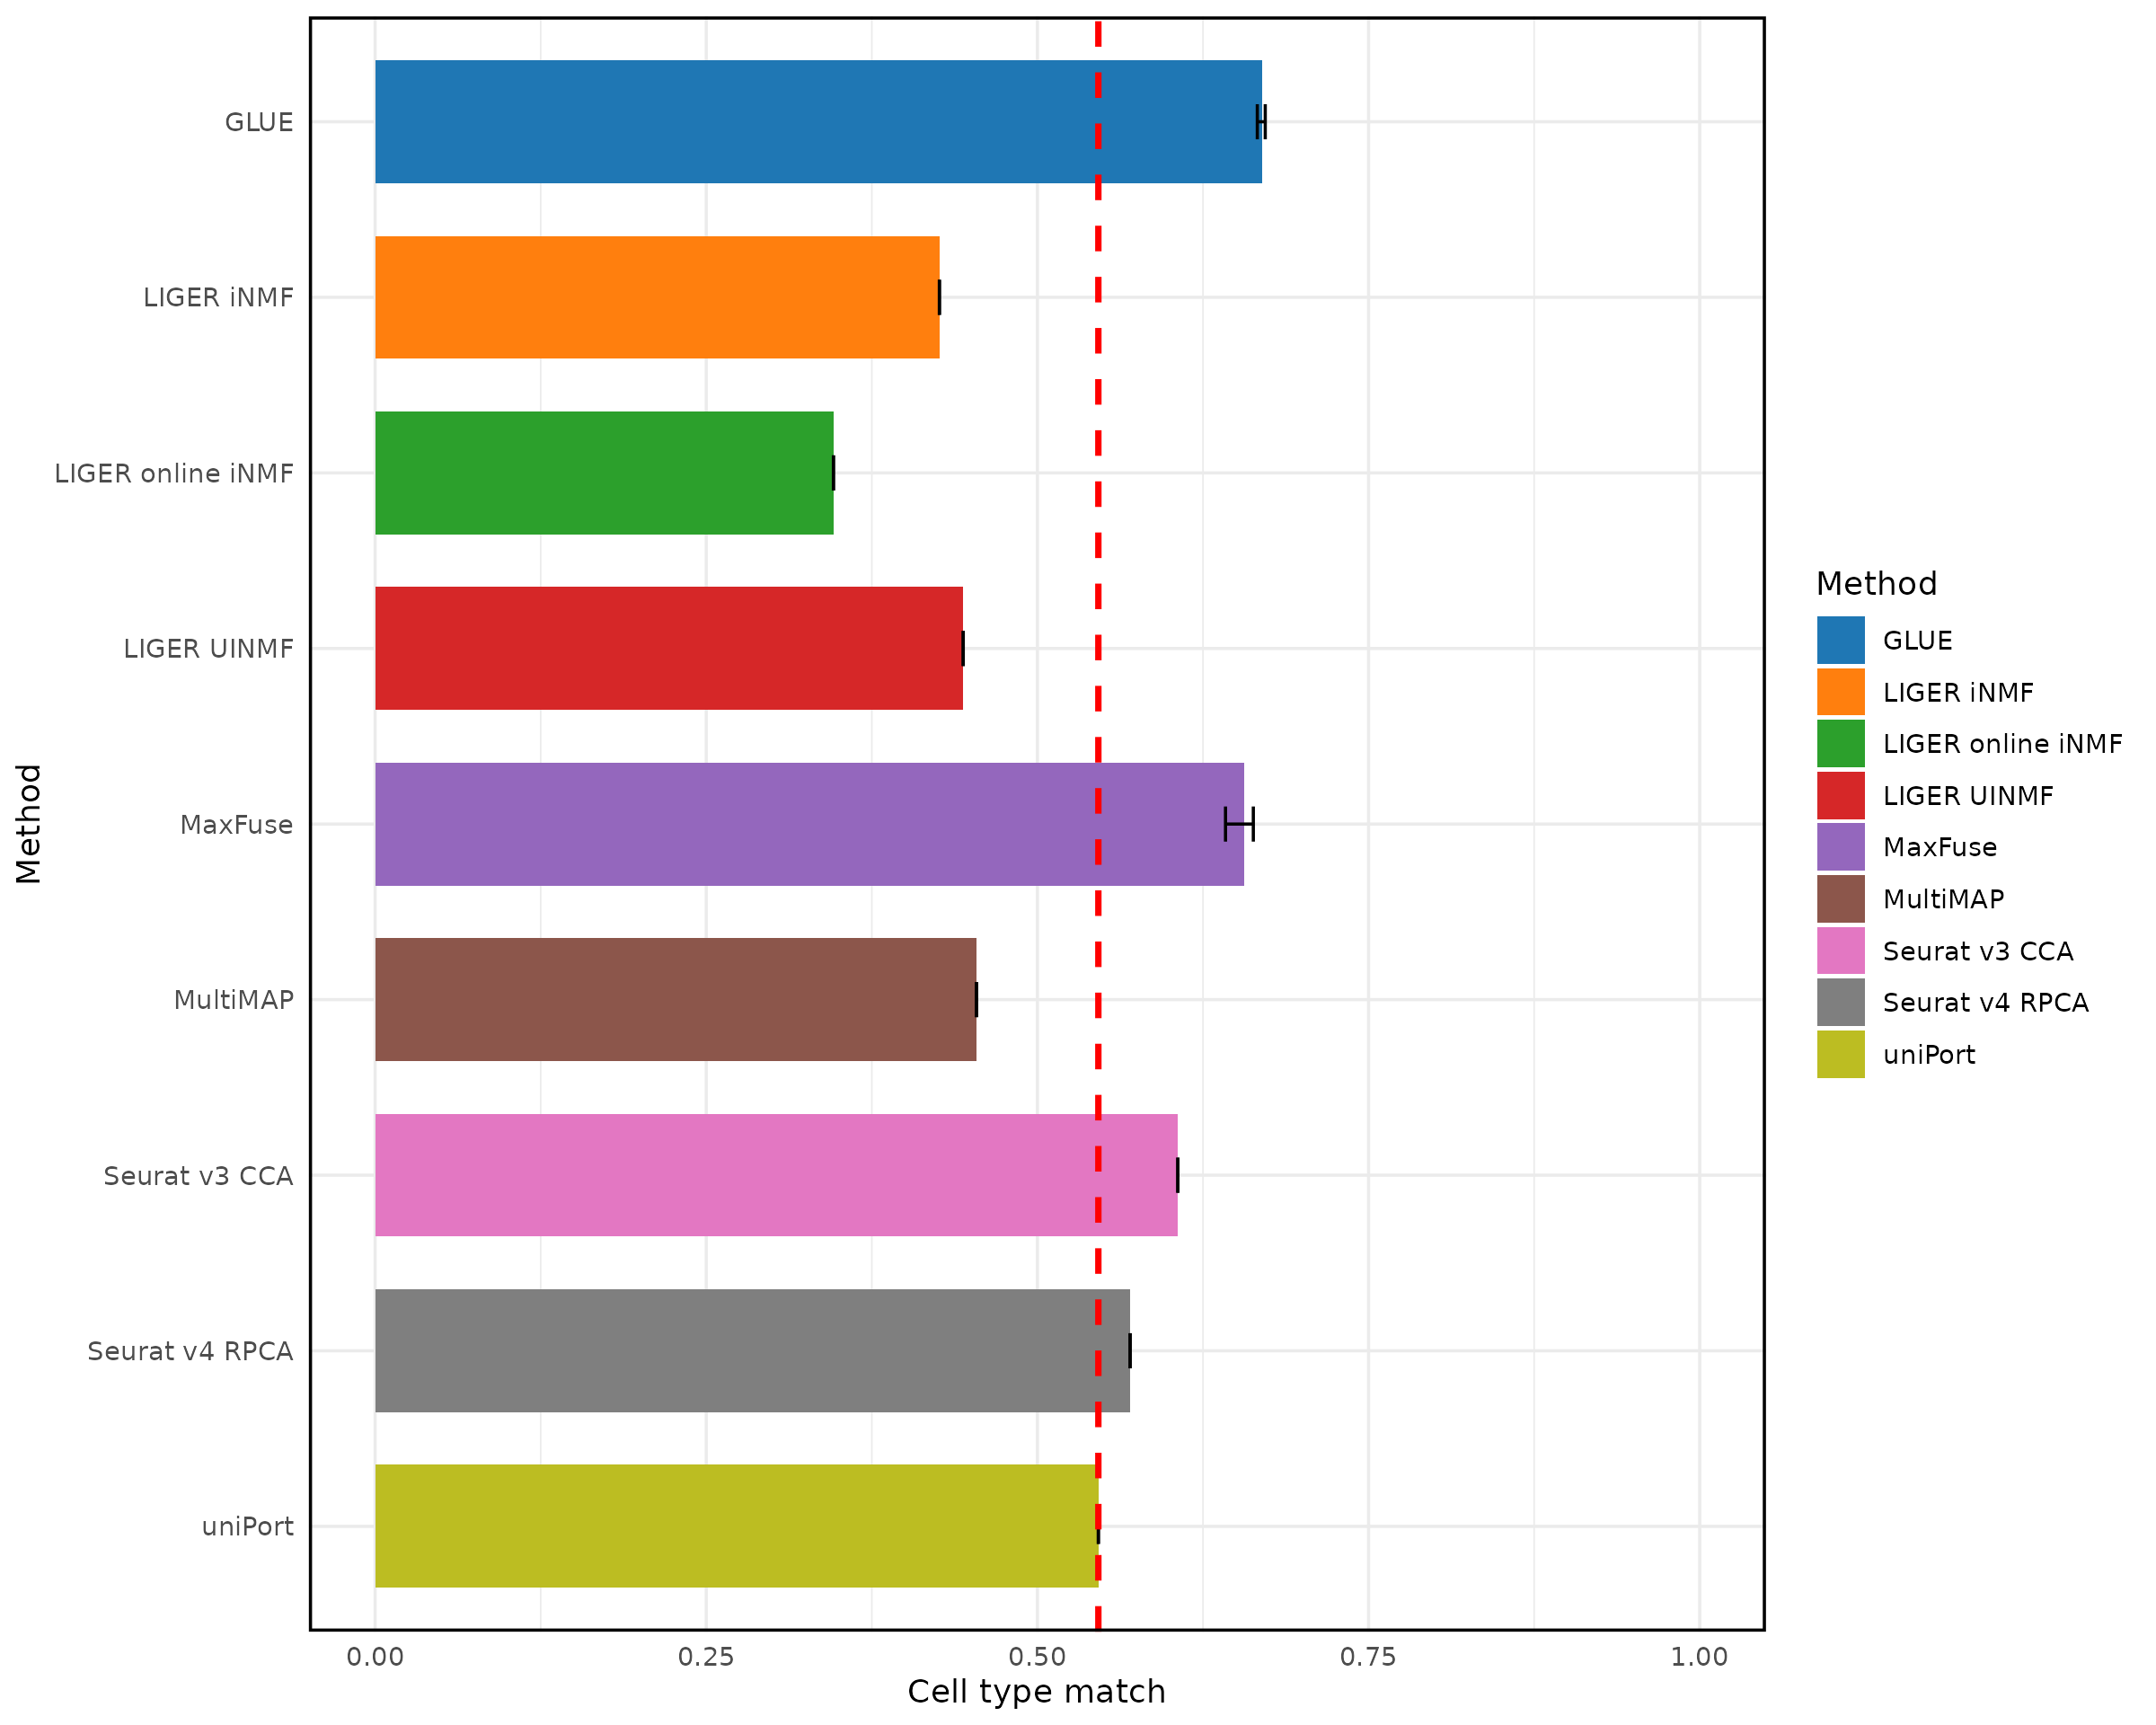 GLUE
LIGER iNMF
LIGER online iNMF
LIGER UINMF
MaxFuse
MultiMAP
Seurat v3 CCA
Seurat v4 RPCA
uniPort
Method
0.00 0.25 0.50 0.75 1.00
Cell type match
Method
GLUE
LIGER iNMF
LIGER online iNMF
LIGER UINMF
MaxFuse
MultiMAP
Seurat v3 CCA
Seurat v4 RPCA
uniPort